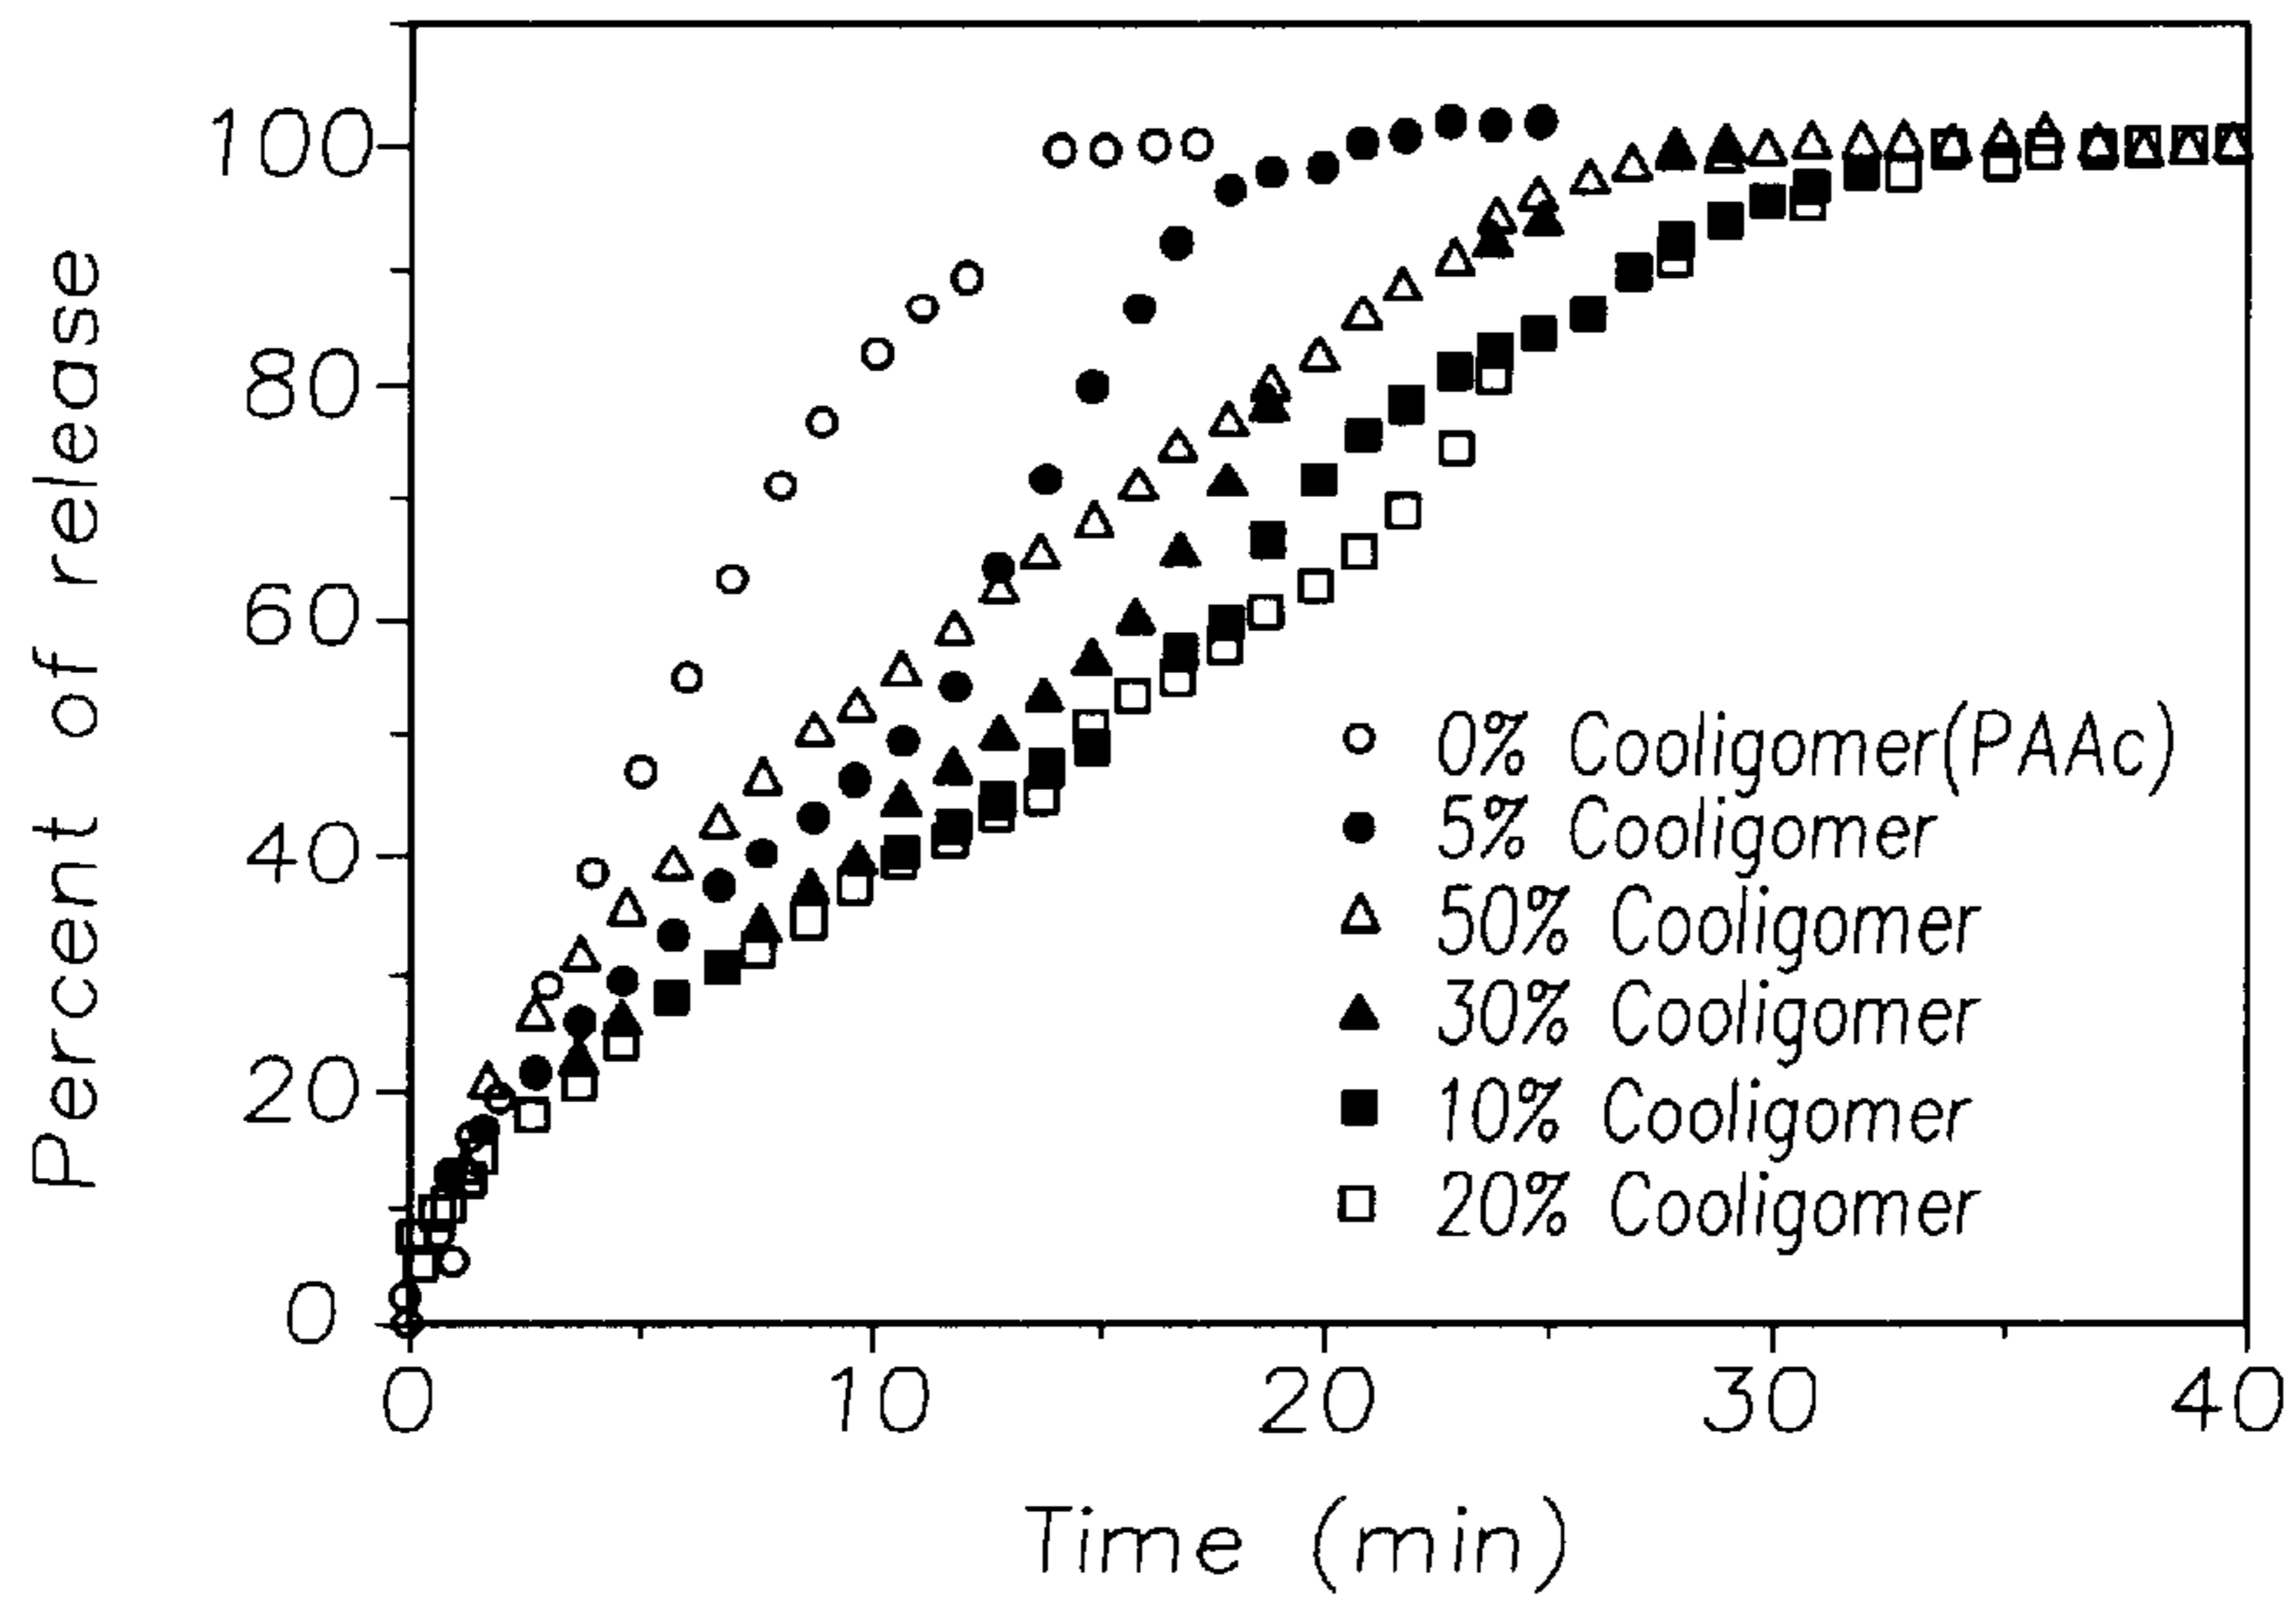 Percent of release
100
80
60
40
20
0
0% Cooligomer(PAAc)
5% Cooligomer
50% Cooligomer
30% Cooligomer
10% Cooligomer
20% Cooligomer
0 10 20 30 40
Time (min)